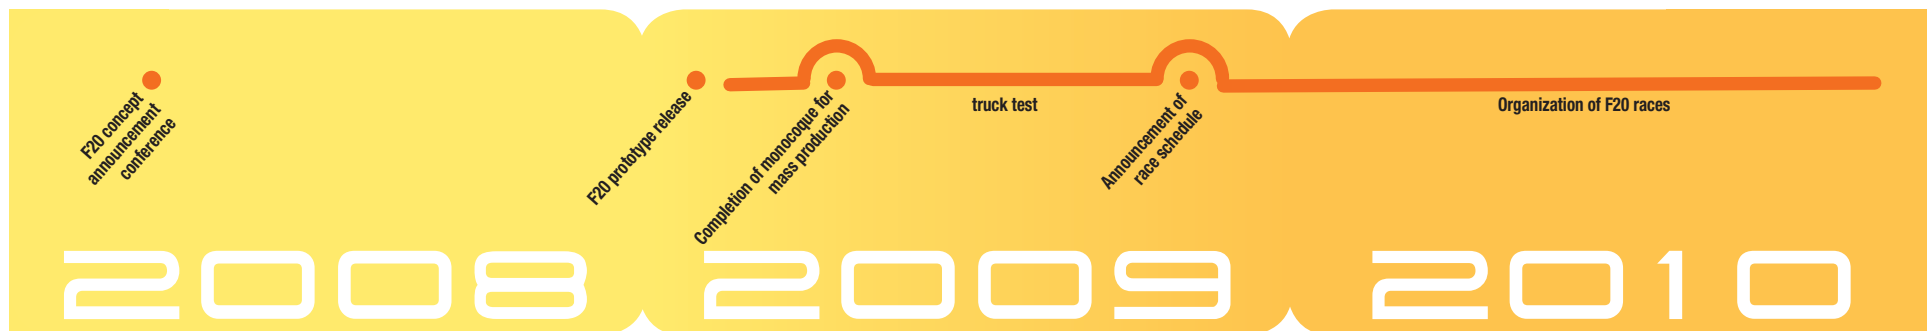 F20 concept
announcement
conference
F20 prototype release
Completion of monocoque for
mass production
truck test
Announcement of
race schedule
Organization of F20 races
2008
2009
2010